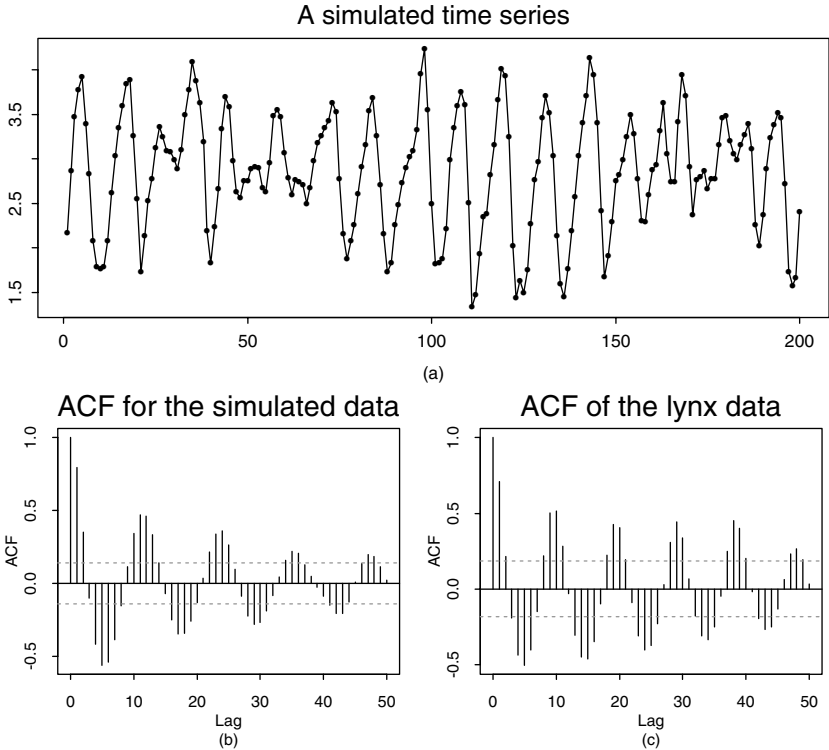 A simulated time series
3.5
2.5
1.5
0 50 100 150 200
(a)
ACF for the simulated data
ACF
1.0
0.5
0.0
-0.5
0 10 20 30 40 50
Lag
(b)
ACF of the lynx data
ACF
1.0
0.5
0.0
-0.5
0 10 20 30 40 50
Lag
(c)